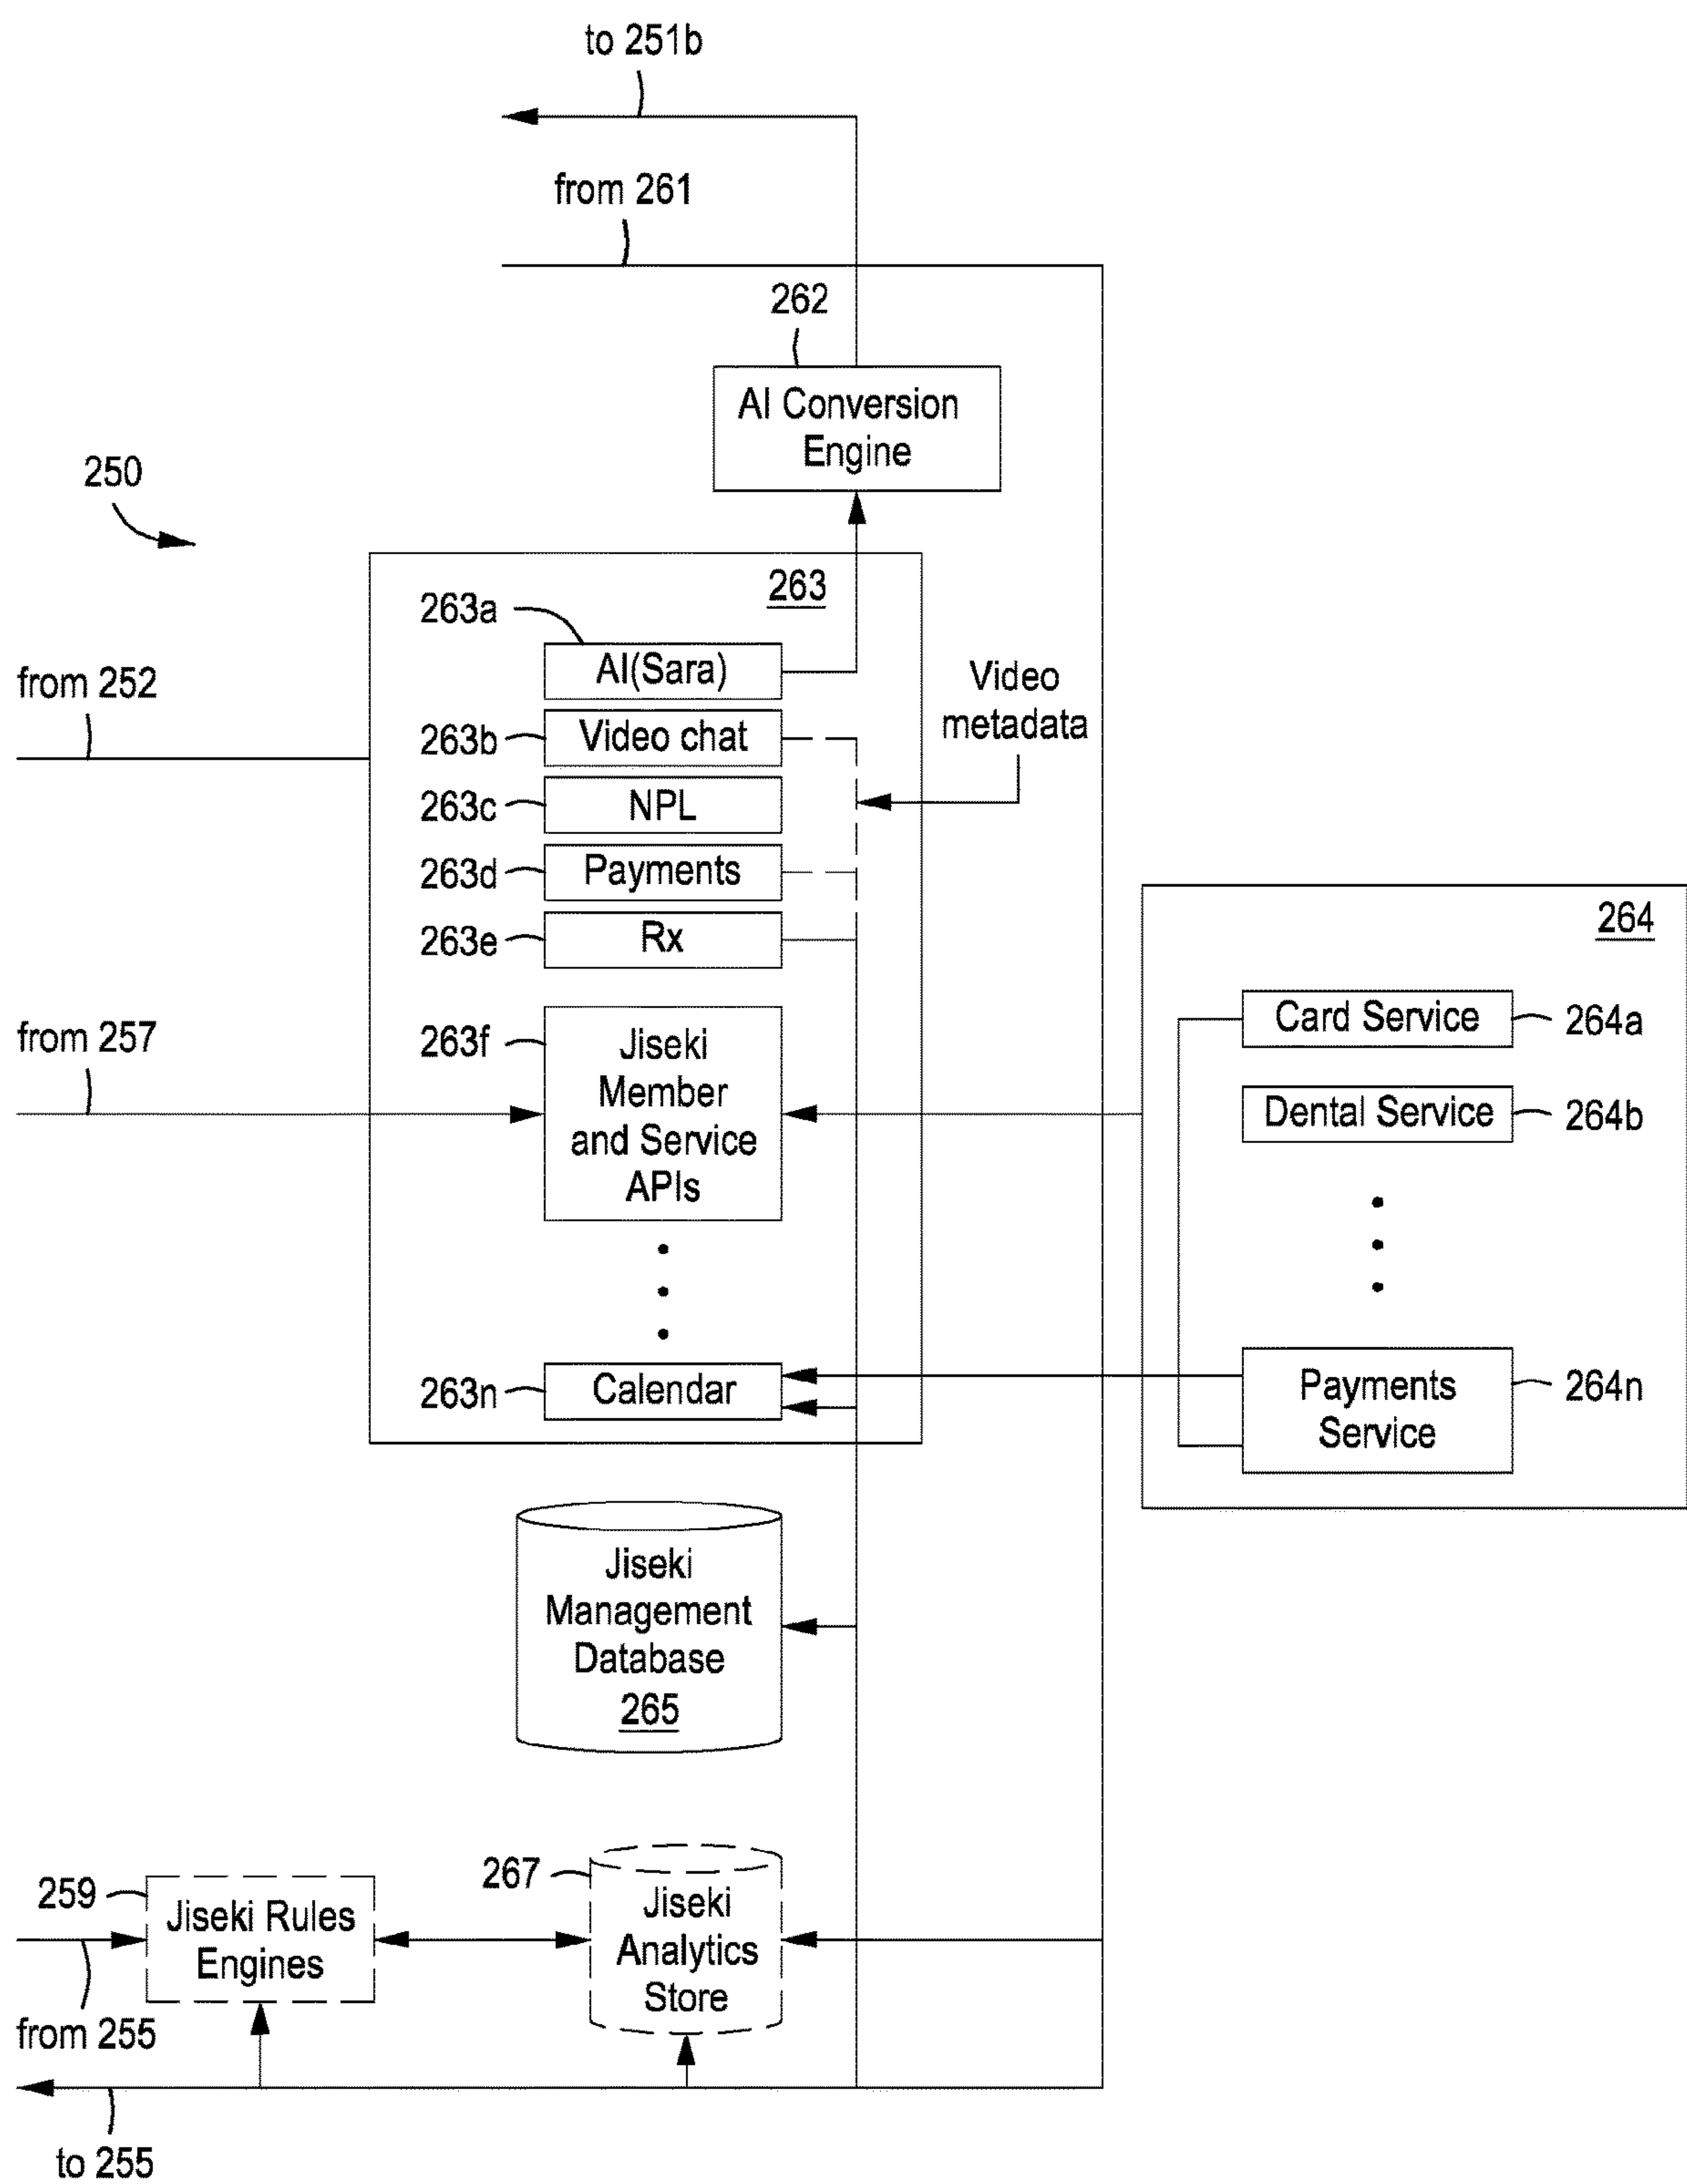 to 251b
from 261
262
AI Conversion
Engine
250
263
263a
AI(Sara)
from 252
263b
Video chat
Video
metadata
263c
NPL
263d
Payments
263e
Rx
264
Card Service
264a
from 257
263f
Jiseki
Member
and Service
APIs
Dental Service
264b
263n
Calendar
Payments
Service
264n
Jiseki
Management
Database
265
259
Jiseki Rules
Engines
267
Jiseki
Analytics
Store
from 255
to 255